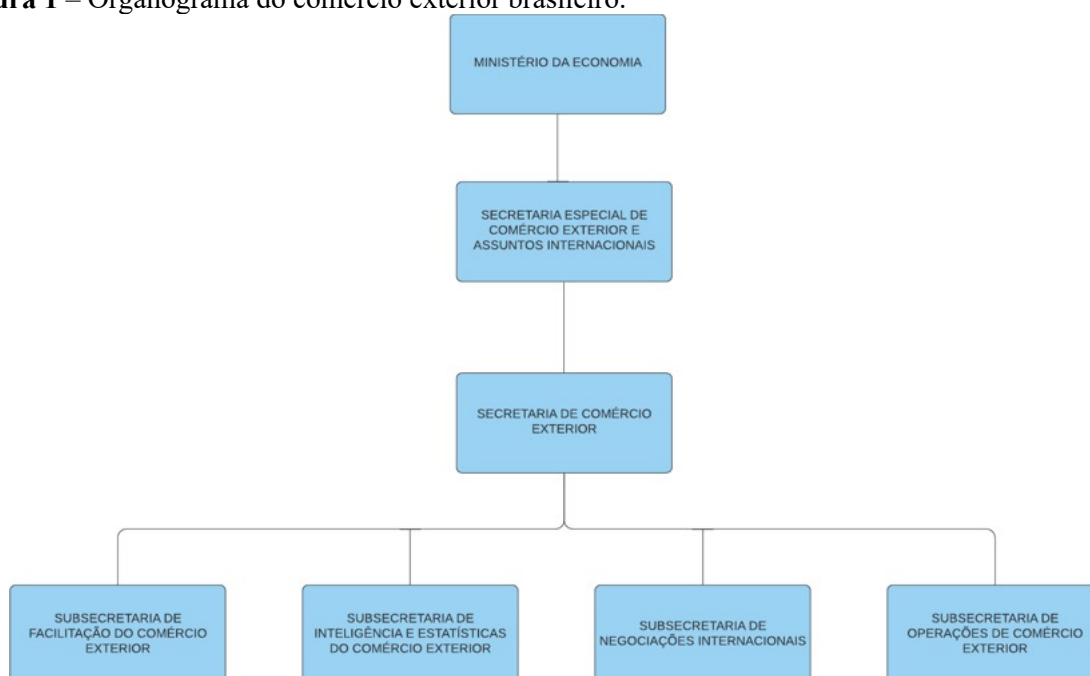 ura 1 – Organograma do comércio exterior brasileiro.
MINISTÉRIO DA ECONOMIA
SECRETARIA ESPECIAL DE
COMÉRCIO EXTERIOR E
ASSUNTOS INTERNACIONAIS
SECRETARIA DE COMÉRCIO
EXTERIOR
SUBSECRETARIA DE
FACILITAÇÃO DO COMÉRCIO
EXTERIOR
SUBSECRETARIA DE
INTELIGÊNCIA E ESTATÍSTICAS
DO COMÉRCIO EXTERIOR
SUBSECRETARIA DE
NEGOCIAÇÕES INTERNACIONAIS
SUBSECRETARIA DE
OPERAÇÕES DE COMÉRCIO
EXTERIOR